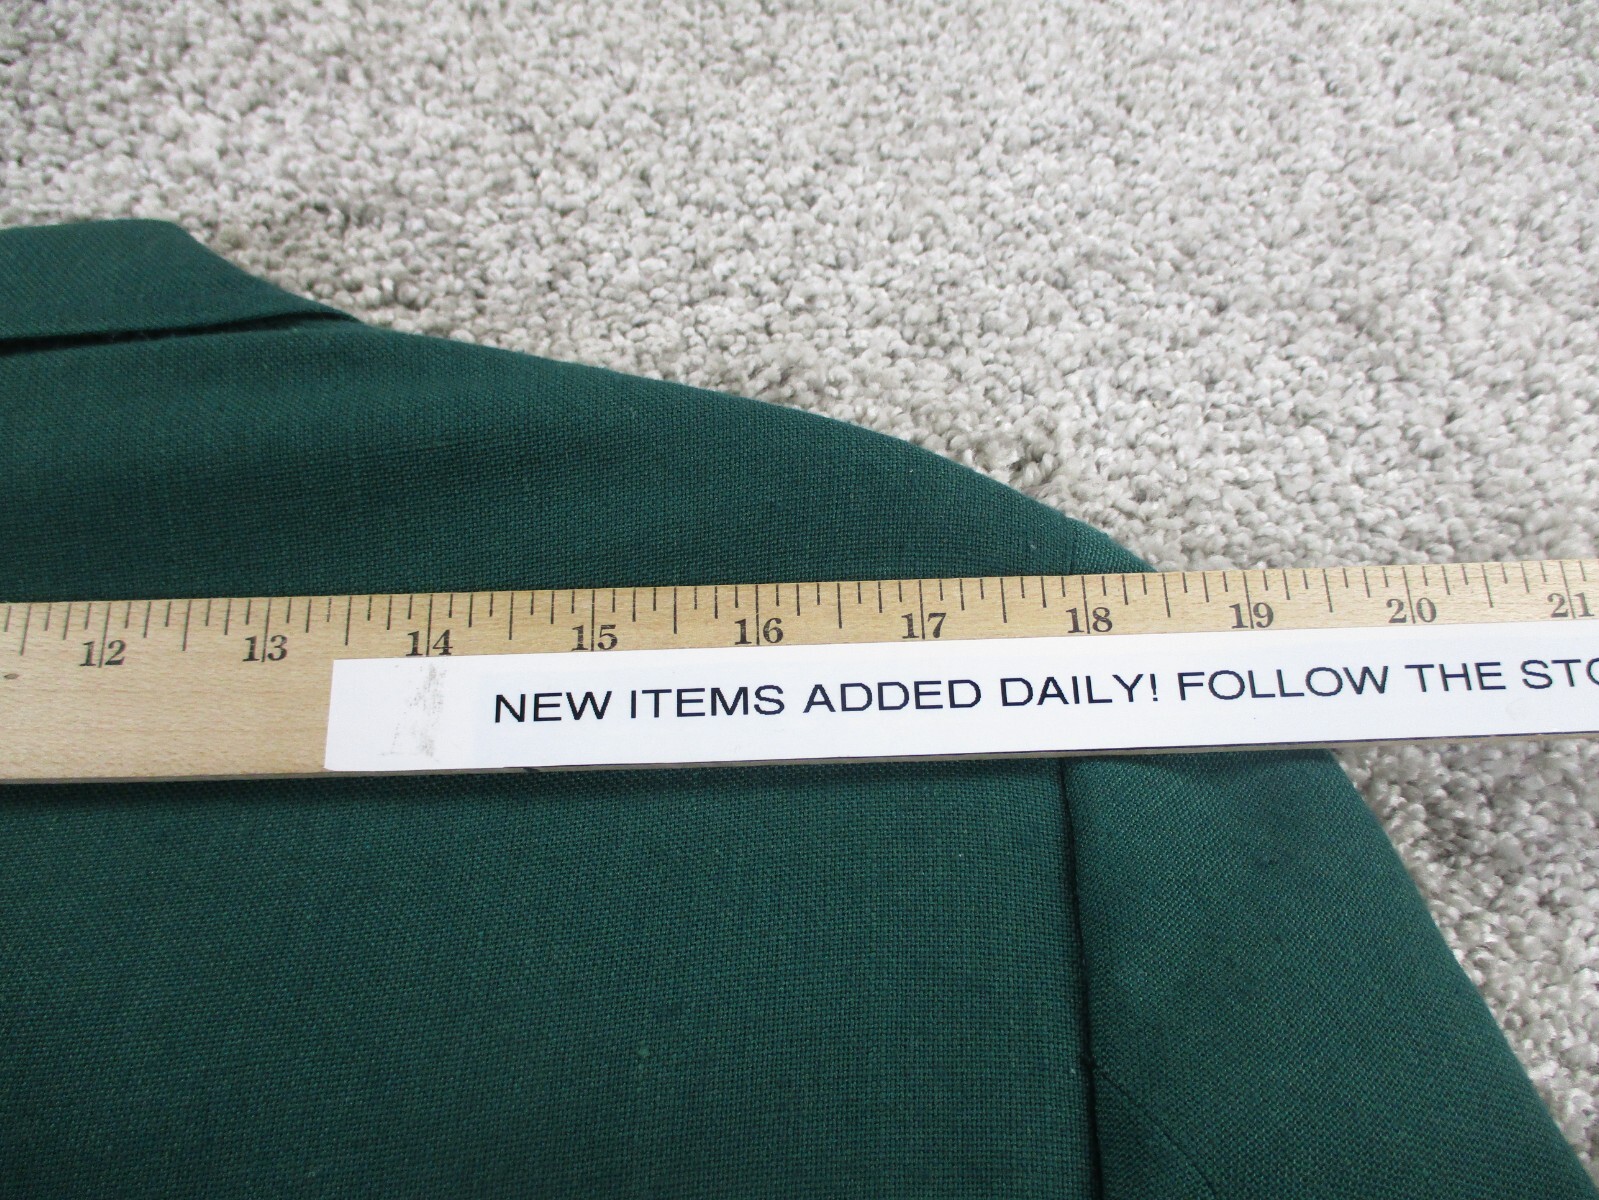 12 13 14 15 16 17 18 19 20 21
NEW ITEMS ADDED DAILY! FOLLOW THE STO